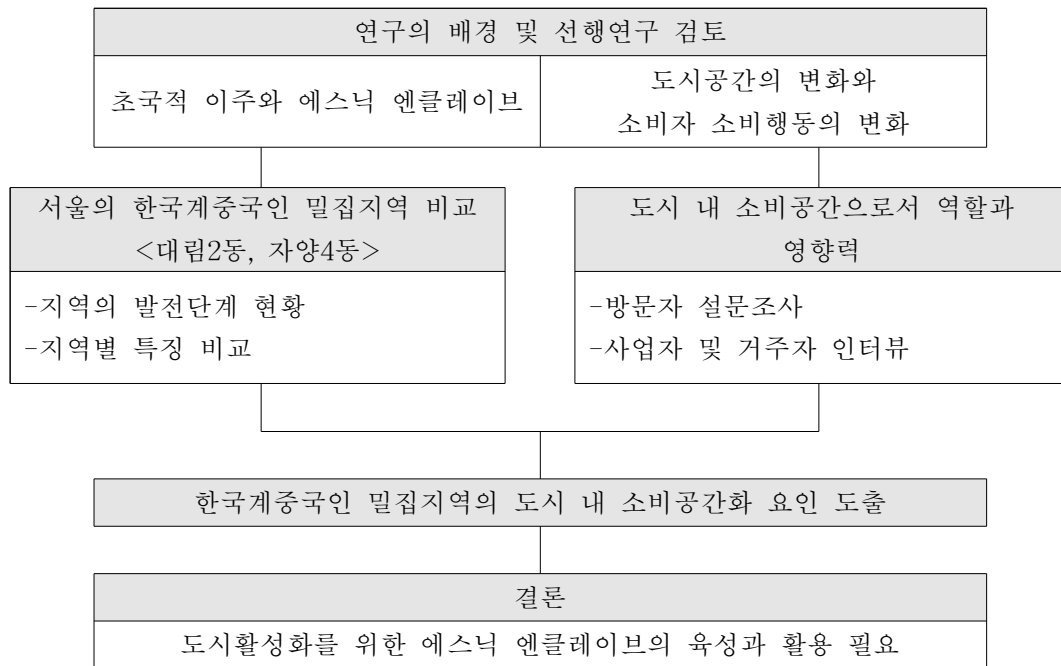 연구의 배경 및 선행연구 검토
초국적 이주와 에스닉 엔클레이브
도시공간의 변화와
소비자 소비행동의 변화
서울의 한국계중국인 밀집지역 비교
<대림2동, 자양4동>
-지역의 발전단계 현황
-지역별 특징 비교
도시 내 소비공간으로서 역할과
영향력
-방문자 설문조사
-사업자 및 거주자 인터뷰
한국계중국인 밀집지역의 도시 내 소비공간화 요인 도출
결론
도시활성화를 위한 에스닉 엔클레이브의 육성과 활용 필요